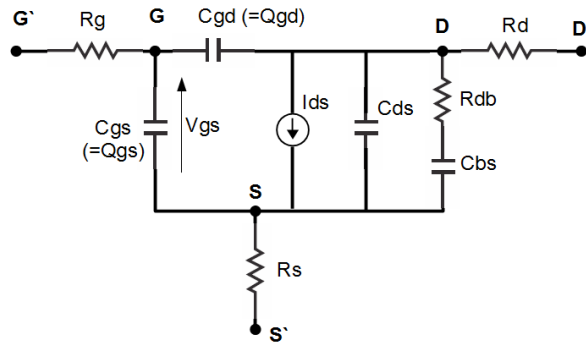 G` Rg G Cgd (=Qgd) D Rd D
Ids Rdb
Cgs Vgs Cds
(=Qgs)
Cbs
S
Rs
S`